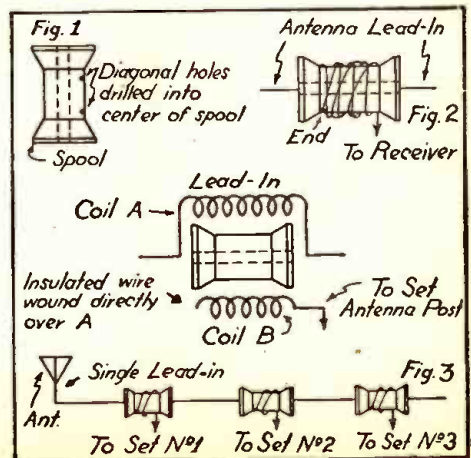 Fig. 1
Diagonal holes
drilled into
center of spool
Spool
Antenna Lead-In
End
Fig. 2
To Receiver
Lead-In
Coil A
Insulated wire
wound directly
over A
Coil B
To Set
Antenna Post
Single Lead-in
Fig. 3
Ant.
To Set Nº1
To Set Nº2
To Set Nº3